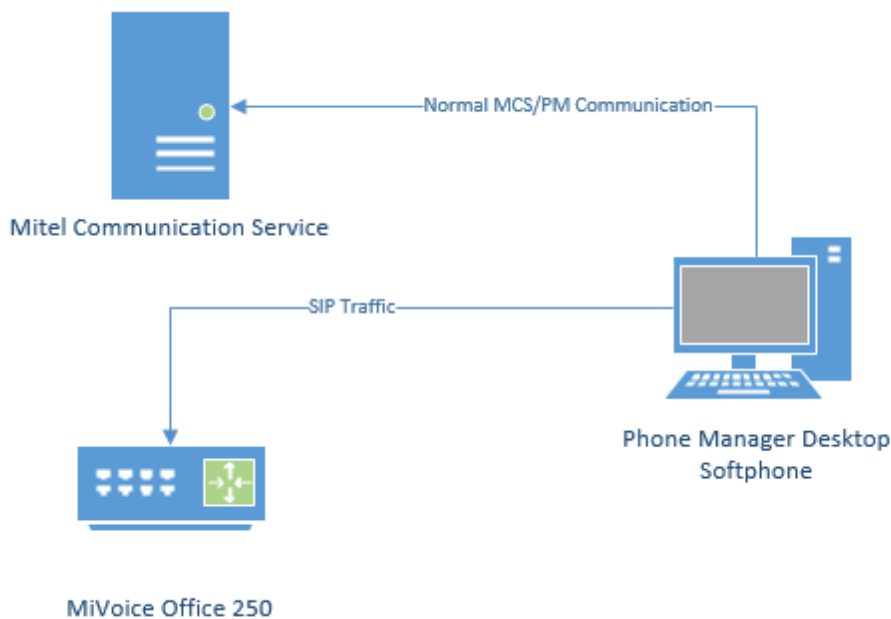 Normal MCS/PM Communication
Mitel Communication Service
SIP Traffic
Phone Manager Desktop
Softphone
MiVoice Office 250